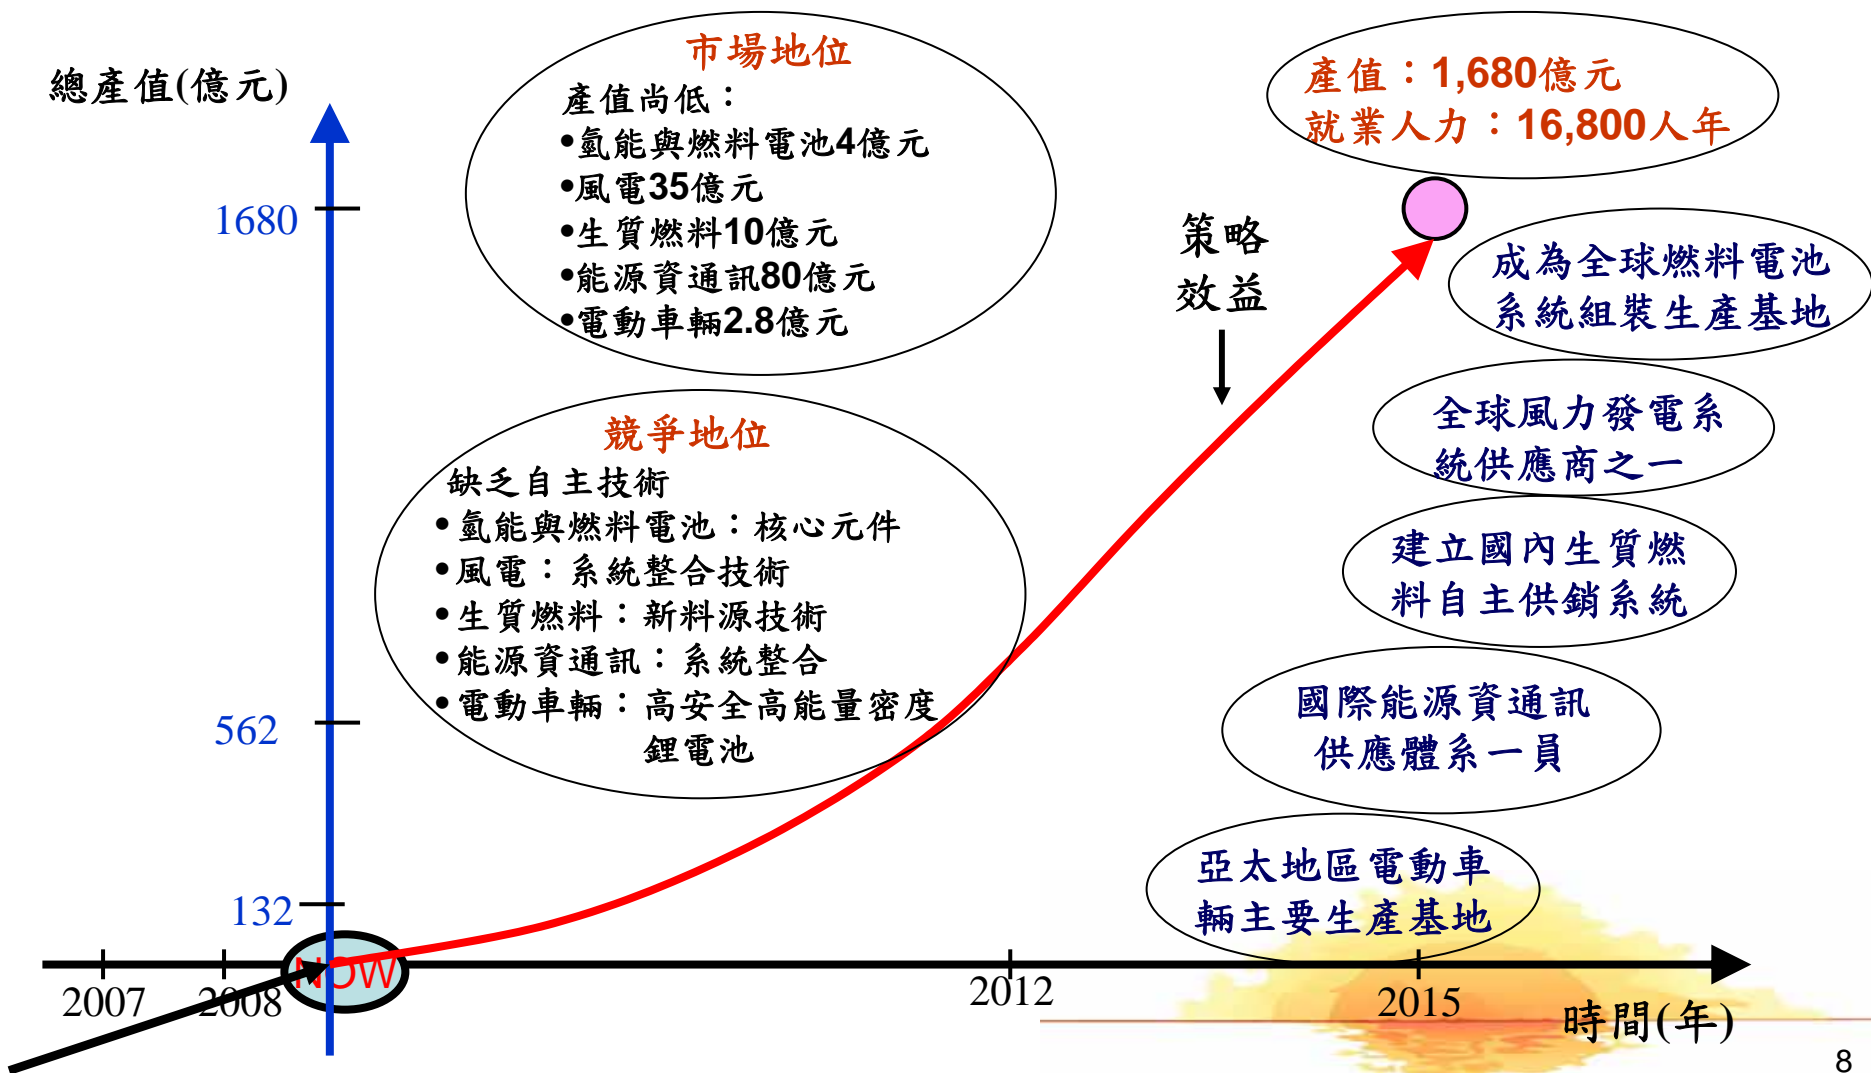 總產值(億元)
1680
562
132
市場地位
產值尚低：
•氫能與燃料電池4億元
•風電35億元
•生質燃料10億元
•能源資通訊80億元
•電動車輛2.8億元
競爭地位
缺乏自主技術
•氫能與燃料電池：核心元件
•風電：系統整合技術
•生質燃料：新料源技術
•能源資通訊：系統整合
•電動車輛：高安全高能量密度
鋰電池
產值：1,680億元
就業人力：16,800人年
策略
效益
成為全球燃料電池
系統組裝生產基地
全球風力發電系
統供應商之一
建立國內生質燃
料自主供銷系統
國際能源資通訊
供應體系一員
亞太地區電動車
輛主要生產基地
NOW
2007
2008
2012
2015
時間(年)
8